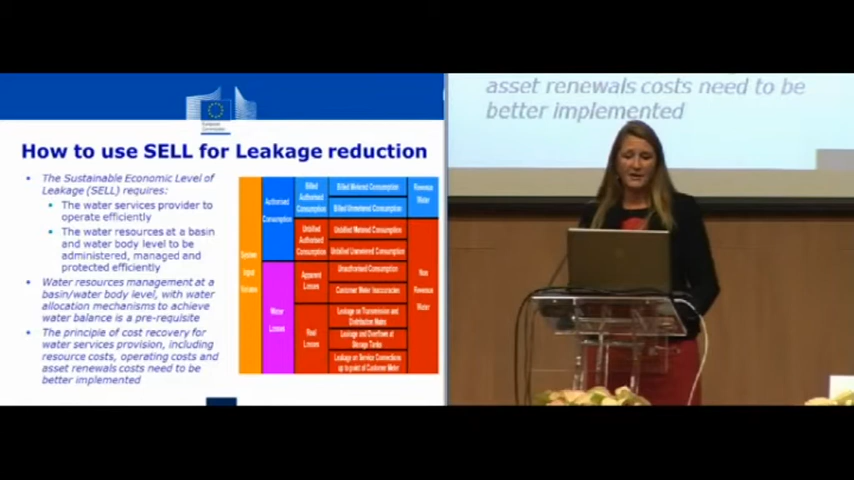 asset renewals costs need to be
better implemented
European
Commission
How to use SELL for Leakage reduction
• The Sustainable Economic Level of
Leakage (SELL) requires:
• The water services provider to
operate efficiently
• The water resources at a basin
and water body level to be
administered, managed and
protected efficiently
• Water resources management at a
basin/water body level, with water
allocation mechanisms to achieve
water balance is a pre-requisite
• The principle of cost recovery for
water services provision, including
resource costs, operating costs and
asset renewals costs need to be
better implemented
System
Input
Volume
Authorised
Consumption
Water
Losses
Billed
Authorised
Consumption
Unbilled
Authorised
Consumption
Apparent
Losses
Real
Losses
Billed Metered Consumption
Billed Unmetered Consumption
Unbilled Metered Consumption
Unbilled Unmetered Consumption
Unauthorised Consumption
Customer Meter Inaccuracies
Leakage on Transmission and
Distribution Mains
Leakage and Overflows at
Storage Tanks
Leakage on Service Connections
up to point of Customer Meter
Revenue
Water
Non
Revenue
Water